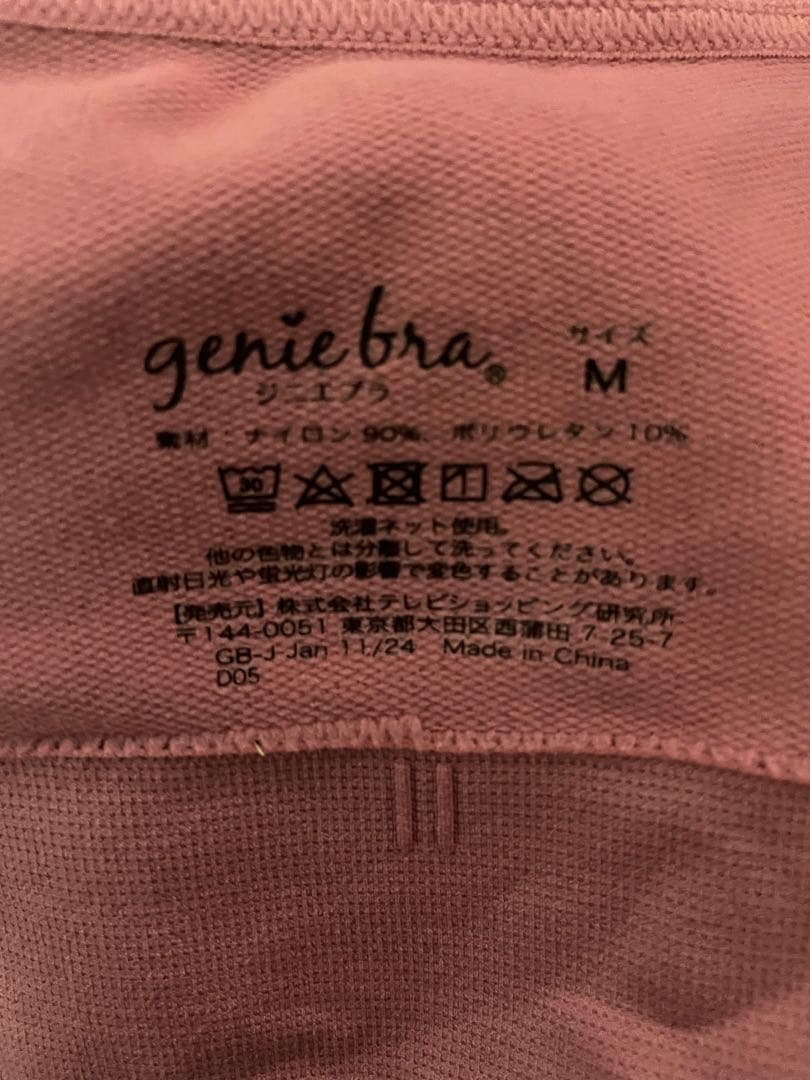 genie bra® サイズ
ジニエブラ M
素材：ナイロン 90%、ポリウレタン 10%
30
洗濯ネット使用。
他の色物とは分離して洗ってください。
直射日光や蛍光灯の影響で変色することがあります。
【発売元】株式会社テレビショッピング研究所
〒144-0051 東京都大田区西蒲田 7-25-7
GB-J Jan 11/24 Made in China
D05